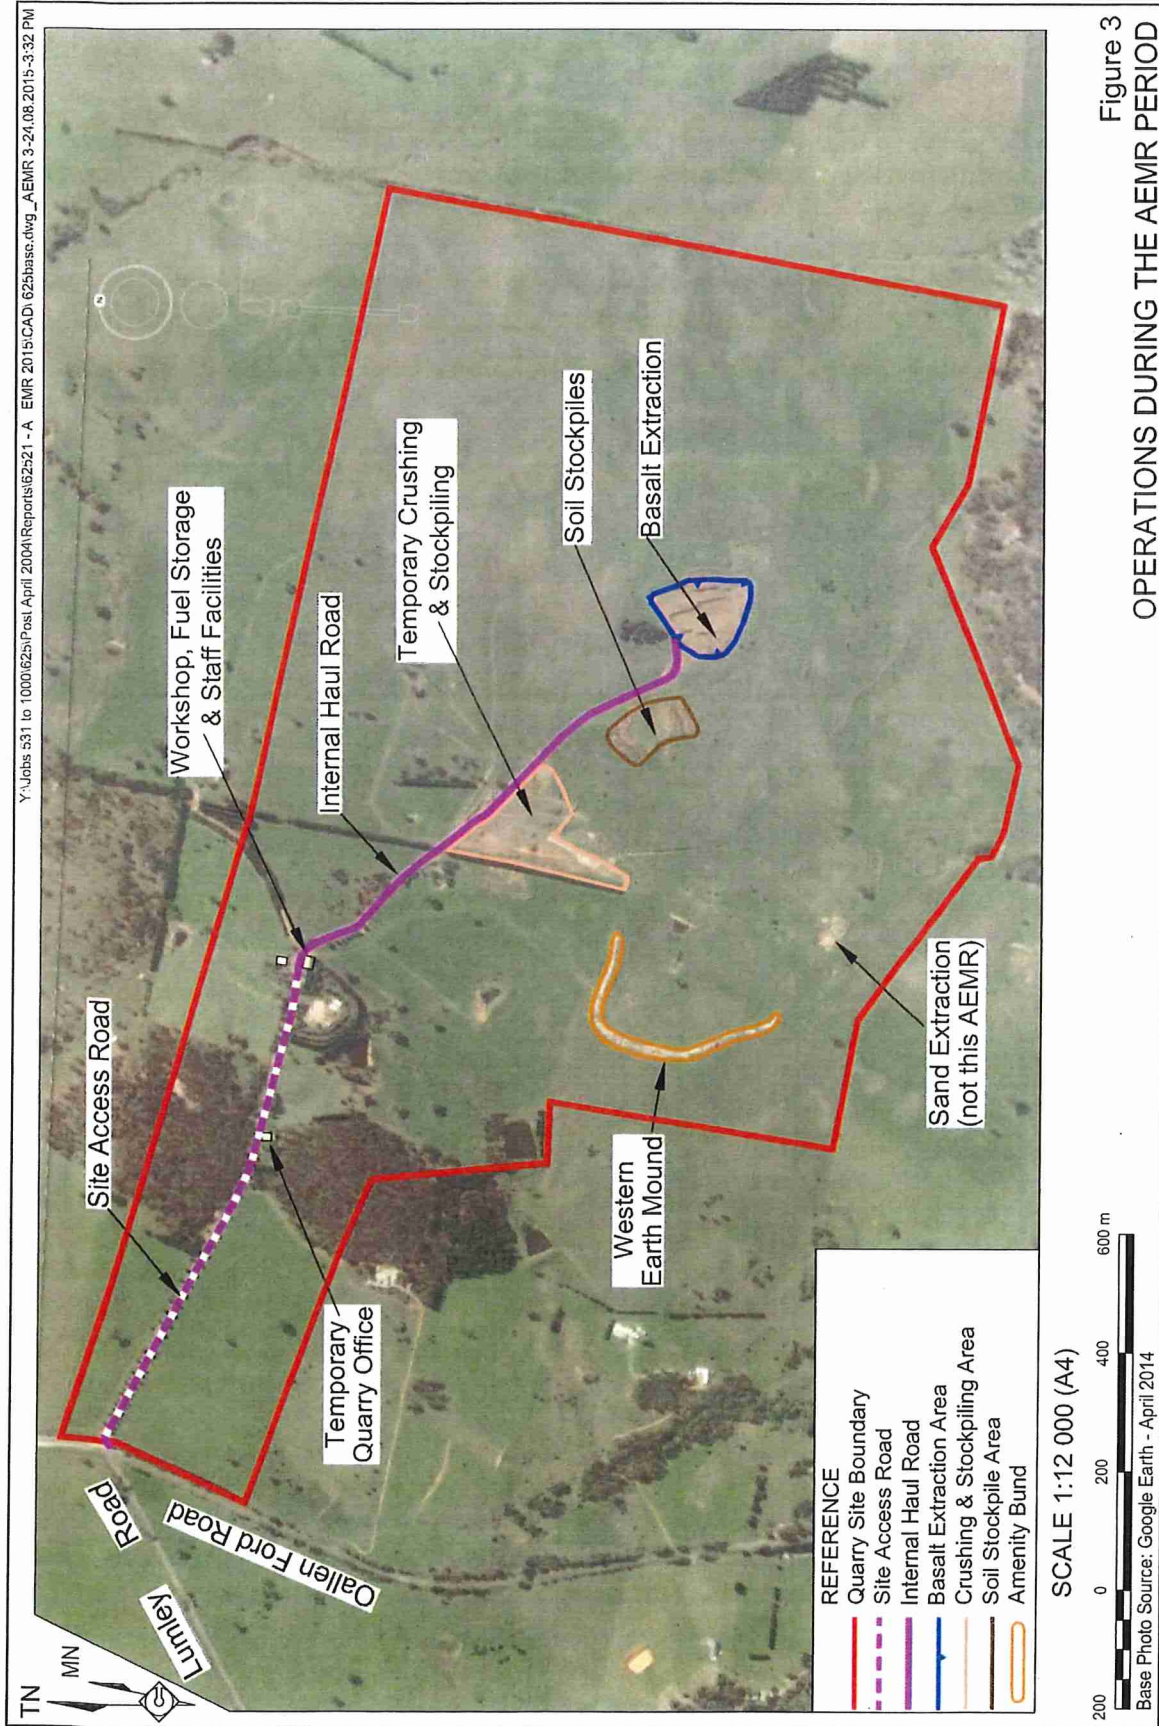 Y:\Jobs 531 to 1000\625\Post April 2004\Reports\62521 - A EMR 2015\CAD\ 625base.dwg_AEMR 3-24.08.2015-3:32 PM
TN
MN
N
Lumley
Road
Oallen Ford Road
Site Access Road
Workshop, Fuel Storage
& Staff Facilities
Internal Haul Road
Temporary Crushing
& Stockpiling
Soil Stockpiles
Basalt Extraction
Temporary
Quarry Office
Western
Earth Mound
Sand Extraction
(not this AEMR)
REFERENCE
Quarry Site Boundary
Site Access Road
Internal Haul Road
Basalt Extraction Area
Crushing & Stockpiling Area
Soil Stockpile Area
Amenity Bund
SCALE 1:12 000 (A4)
200 0 200 400 600 m
Base Photo Source: Google Earth - April 2014
Figure 3
OPERATIONS DURING THE AEMR PERIOD